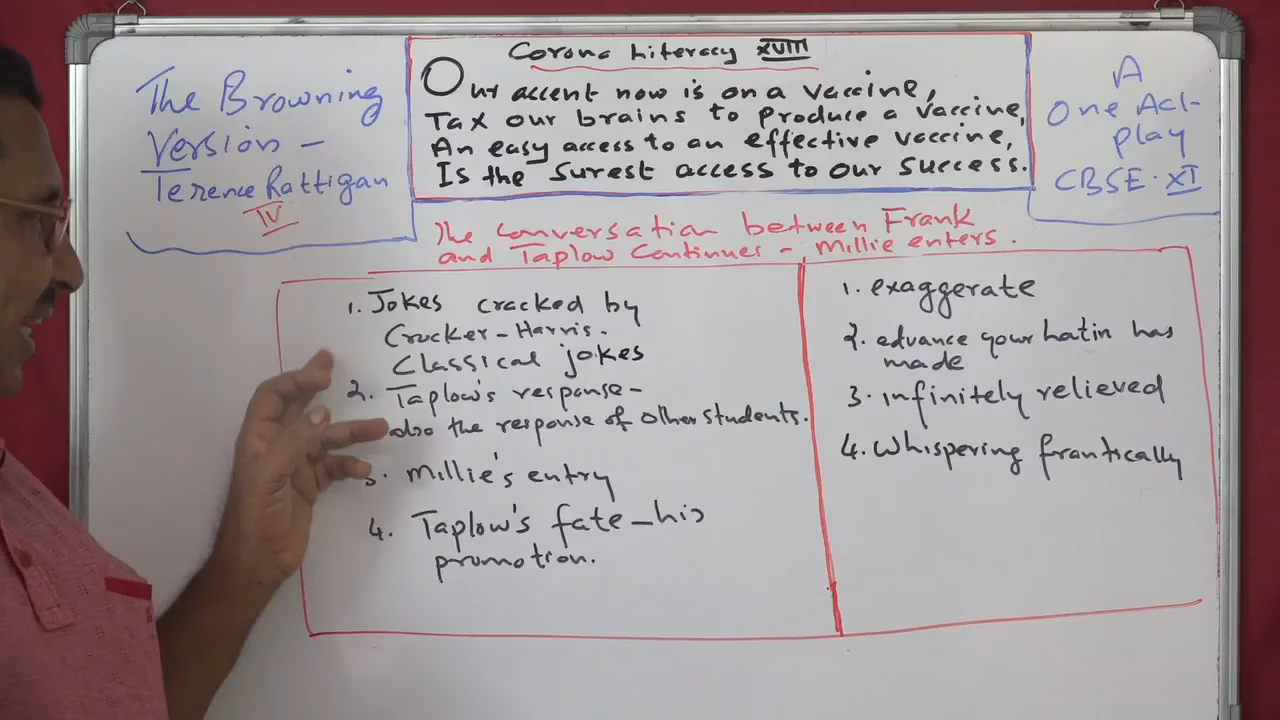 The Browning
Version -
Terence Rattigan
IV
Corona Literacy XVIII
Our accent now is on a vaccine,
Tax our brains to produce a vaccine,
An easy access to an effective vaccine,
Is the surest access to our success.
A
One Act-
play
CBSE. XI
The conversation between Frank
and Taplow continues - Millie enters.
1. Jokes cracked by
Crocker-Harris.
Classical jokes
2. Taplow's response -
also the response of other students.
3. Millie's entry
4. Taplow's fate - his
promotion.
1. exaggerate
2. advance your Latin has
made
3. infinitely relieved
4. Whispering frantically